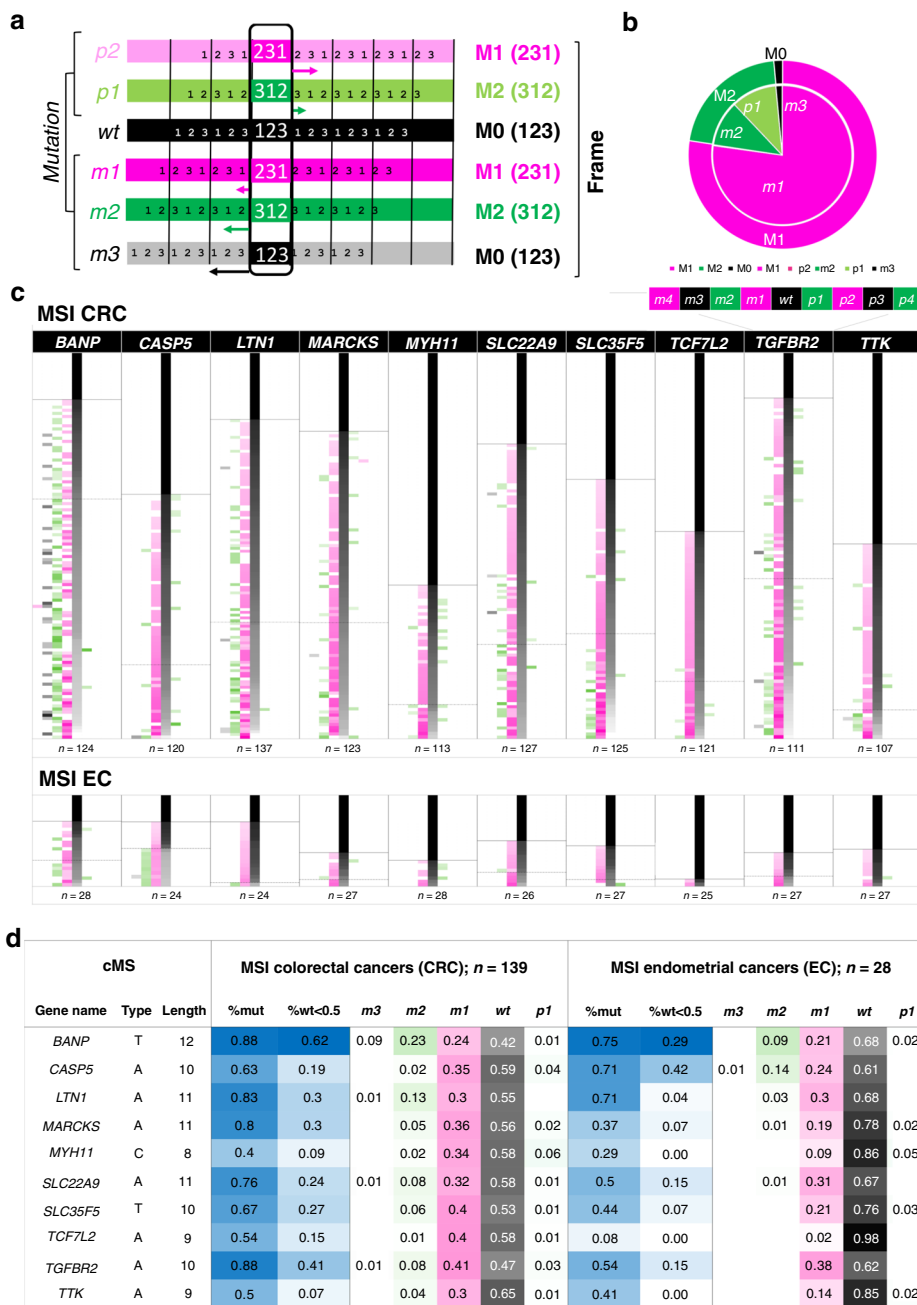 a
p2 1 2 3 1 231 2 3 1 2 3 1 2 3 1 2 3 1 2 3 M1 (231)
p1 1 2 3 1 2 312 3 1 2 3 1 2 3 1 2 3 1 2 3 M2 (312)
wt 1 2 3 1 2 3 123 1 2 3 1 2 3 1 2 3 M0 (123)
m1 1 2 3 1 2 3 1 231 2 3 1 2 3 1 2 3 M1 (231)
m2 1 2 3 1 2 3 1 2 312 3 1 2 3 1 2 3 M2 (312)
m3 1 2 3 1 2 3 1 2 3 123 1 2 3 1 2 3 M0 (123)
Mutation
Frame
b
M0
M2
p1
m3
m2
m1
M1
M1 M2 M0 M1 p2 m2 p1 m3
m4 m3 m2 m1 wt p1 p2 p3 p4
c
MSI CRC
BANP CASP5 LTN1 MARCKS MYH11 SLC22A9 SLC35F5 TCF7L2 TGFBR2 TTK
n = 124 n = 120 n = 137 n = 123 n = 113 n = 127 n = 125 n = 121 n = 111 n = 107
MSI EC
n = 28 n = 24 n = 24 n = 27 n = 28 n = 26 n = 27 n = 25 n = 27 n = 27
d
cMS MSI colorectal cancers (CRC); n = 139 MSI endometrial cancers (EC); n = 28
Gene name Type Length %mut %wt<0.5 m3 m2 m1 wt p1 %mut %wt<0.5 m3 m2 m1 wt p1
BANP T 12 0.88 0.62 0.09 0.23 0.24 0.42 0.01 0.75 0.29 0.09 0.21 0.68 0.02
CASP5 A 10 0.63 0.19 0.02 0.35 0.59 0.04 0.71 0.42 0.01 0.14 0.24 0.61
LTN1 A 11 0.83 0.3 0.01 0.13 0.3 0.55 0.71 0.04 0.03 0.3 0.68
MARCKS A 11 0.8 0.3 0.05 0.36 0.56 0.02 0.37 0.07 0.01 0.19 0.78 0.02
MYH11 C 8 0.4 0.09 0.02 0.34 0.58 0.06 0.29 0.00 0.09 0.86 0.05
SLC22A9 A 11 0.76 0.24 0.01 0.08 0.32 0.58 0.01 0.5 0.15 0.01 0.31 0.67
SLC35F5 T 10 0.67 0.27 0.06 0.4 0.53 0.01 0.44 0.07 0.21 0.76 0.03
TCF7L2 A 9 0.54 0.15 0.01 0.4 0.58 0.01 0.08 0.00 0.02 0.98
TGFBR2 A 10 0.88 0.41 0.01 0.08 0.41 0.47 0.03 0.54 0.15 0.38 0.62
TTK A 9 0.5 0.07 0.04 0.3 0.65 0.01 0.41 0.00 0.14 0.85 0.02